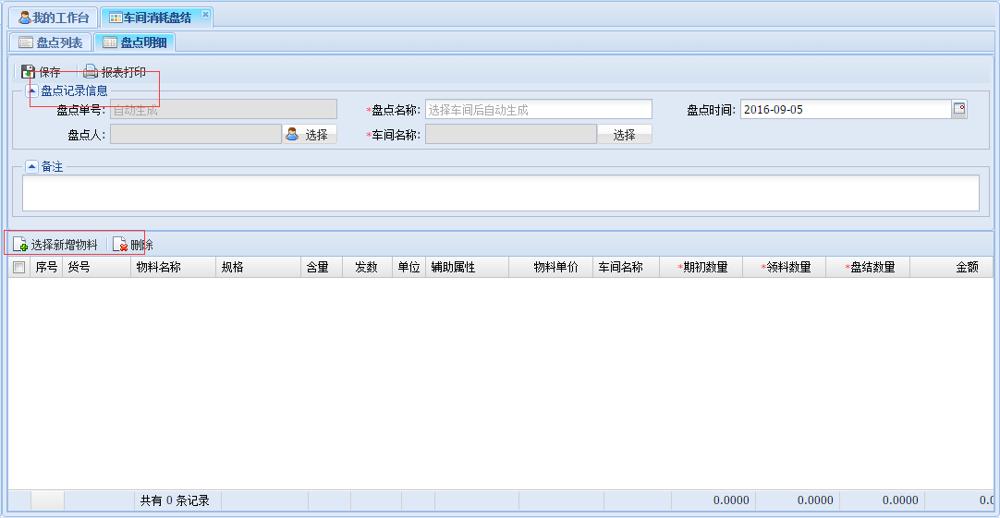 我的工作台 车间消耗盘结
盘点列表 盘点明细
保存 报表打印
盘点记录信息
盘点单号: 自动生成 *盘点名称: 选择车间后自动生成 盘点时间: 2016-09-05
盘点人: 选择 *车间名称: 选择
备注
选择新增物料 删除
序号 货号 物料名称 规格 含量 发数 单位 辅助属性 物料单价 车间名称 *期初数量 *领料数量 *盘结数量 金额
共有 0 条记录 0.0000 0.0000 0.0000 0.0